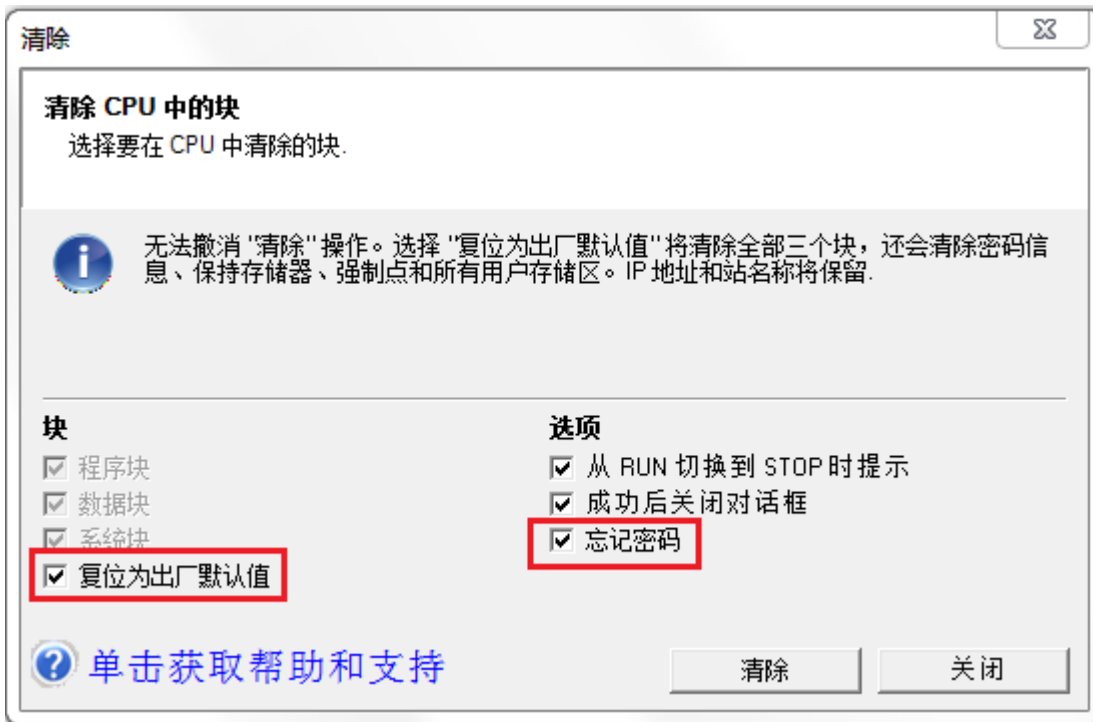 清除
清除 CPU 中的块
选择要在 CPU 中清除的块.
无法撤消 "清除" 操作。选择 "复位为出厂默认值" 将清除全部三个块，还会清除密码信
息、保持存储器、强制点和所有用户存储区。IP 地址和站名称将保留.
块
选项
程序块
从 RUN 切换到 STOP 时提示
数据块
成功后关闭对话框
系统块
忘记密码
复位为出厂默认值
单击获取帮助和支持
清除
关闭